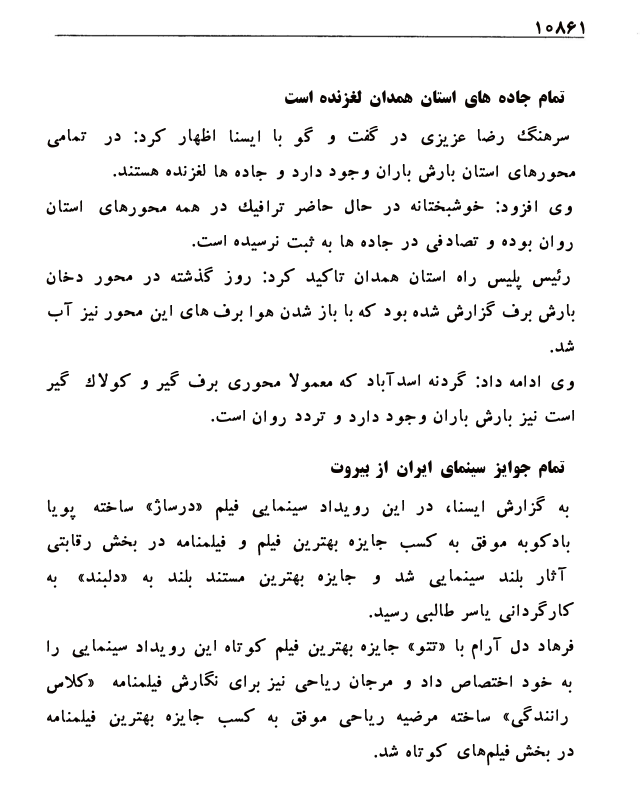 ۱۰۸۶۱
تمام جاده های استان همدان لغزنده است
سرهنگ رضا عزیزی در گفت و گو با ایسنا اظهار کرد: در تمامی
محورهای استان بارش باران وجود دارد و جاده ها لغزنده هستند.
وی افزود: خوشبختانه در حال حاضر ترافیک در همه محورهای استان
روان بوده و تصادفی در جاده ها به ثبت نرسیده است.
رئیس پلیس راه استان همدان تاکید کرد: روز گذشته در محور دخان
بارش برف گزارش شده بود که با باز شدن هوا برف های این محور نیز آب
شد.
وی ادامه داد: گردنه اسدآباد که معمولا محوری برف گیر و کولاک گیر
است نیز بارش باران وجود دارد و تردد روان است.
تمام جوایز سینمای ایران از بیروت
به گزارش ایسنا، در این رویداد سینمایی فیلم «درساژ» ساخته پویا
بادکوبه موفق به کسب جایزه بهترین فیلم و فیلمنامه در بخش رقابتی
آثار بلند سینمایی شد و جایزه بهترین مستند بلند به «دلبند» به
کارگردانی یاسر طالبی رسید.
فرهاد دل آرام با «تتو» جایزه بهترین فیلم کوتاه این رویداد سینمایی را
به خود اختصاص داد و مرجان ریاحی نیز برای نگارش فیلمنامه «کلاس
رانندگی» ساخته مرضیه ریاحی موفق به کسب جایزه بهترین فیلمنامه
در بخش فیلم‌های کوتاه شد.